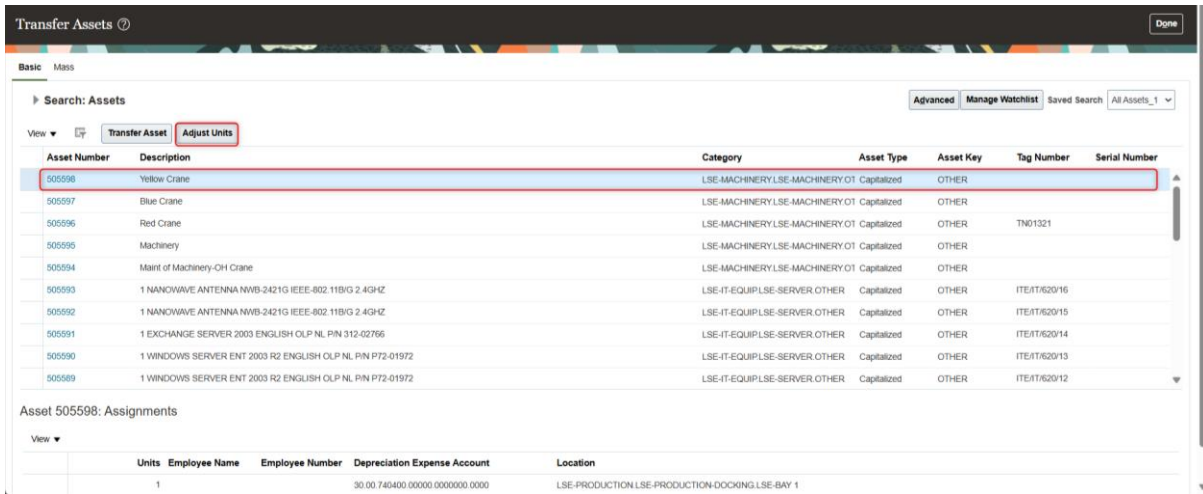 Transfer Assets
Done
Basic Mass
Search: Assets
Advanced Manage Watchlist Saved Search All Assets_1
View Transfer Asset Adjust Units
Asset Number Description Category Asset Type Asset Key Tag Number Serial Number
505598 Yellow Crane LSE-MACHINERY.LSE-MACHINERY.OT Capitalized OTHER
505597 Blue Crane LSE-MACHINERY.LSE-MACHINERY.OT Capitalized OTHER
505596 Red Crane LSE-MACHINERY.LSE-MACHINERY.OT Capitalized OTHER TN01321
505595 Machinery LSE-MACHINERY.LSE-MACHINERY.OT Capitalized OTHER
505594 Maint of Machinery-OH Crane LSE-MACHINERY.LSE-MACHINERY.OT Capitalized OTHER
505593 1 NANOWAVE ANTENNA NWB-2421G IEEE-802.11B/G 2.4GHZ LSE-IT-EQUIP.LSE-SERVER.OTHER Capitalized OTHER ITE/IT/620/16
505592 1 NANOWAVE ANTENNA NWB-2421G IEEE-802.11B/G 2.4GHZ LSE-IT-EQUIP.LSE-SERVER.OTHER Capitalized OTHER ITE/IT/620/15
505591 1 EXCHANGE SERVER 2003 ENGLISH OLP NL P/N 312-02766 LSE-IT-EQUIP.LSE-SERVER.OTHER Capitalized OTHER ITE/IT/620/14
505590 1 WINDOWS SERVER ENT 2003 R2 ENGLISH OLP NL P/N P72-01972 LSE-IT-EQUIP.LSE-SERVER.OTHER Capitalized OTHER ITE/IT/620/13
505589 1 WINDOWS SERVER ENT 2003 R2 ENGLISH OLP NL P/N P72-01972 LSE-IT-EQUIP.LSE-SERVER.OTHER Capitalized OTHER ITE/IT/620/12
Asset 505598: Assignments
View
Units Employee Name Employee Number Depreciation Expense Account Location
1 30.00.740400.00000.0000000.0000 LSE-PRODUCTION.LSE-PRODUCTION-DOCKING.LSE-BAY 1